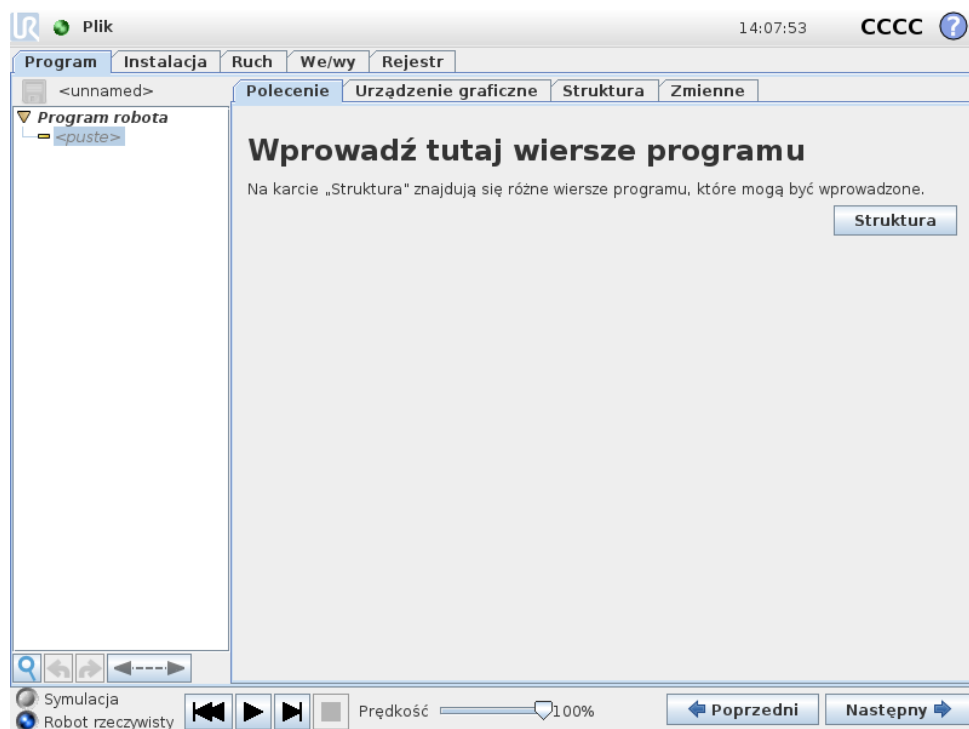 UR Plik 14:07:53 CCCC ?
Program Instalacja Ruch We/wy Rejestr
<unnamed> Polecenie Urządzenie graficzne Struktura Zmienne
Program robota
<puste>
Wprowadź tutaj wiersze programu
Na karcie „Struktura" znajdują się różne wiersze programu, które mogą być wprowadzone.
Struktura
Symulacja
Robot rzeczywisty
Prędkość 100% Poprzedni Następny